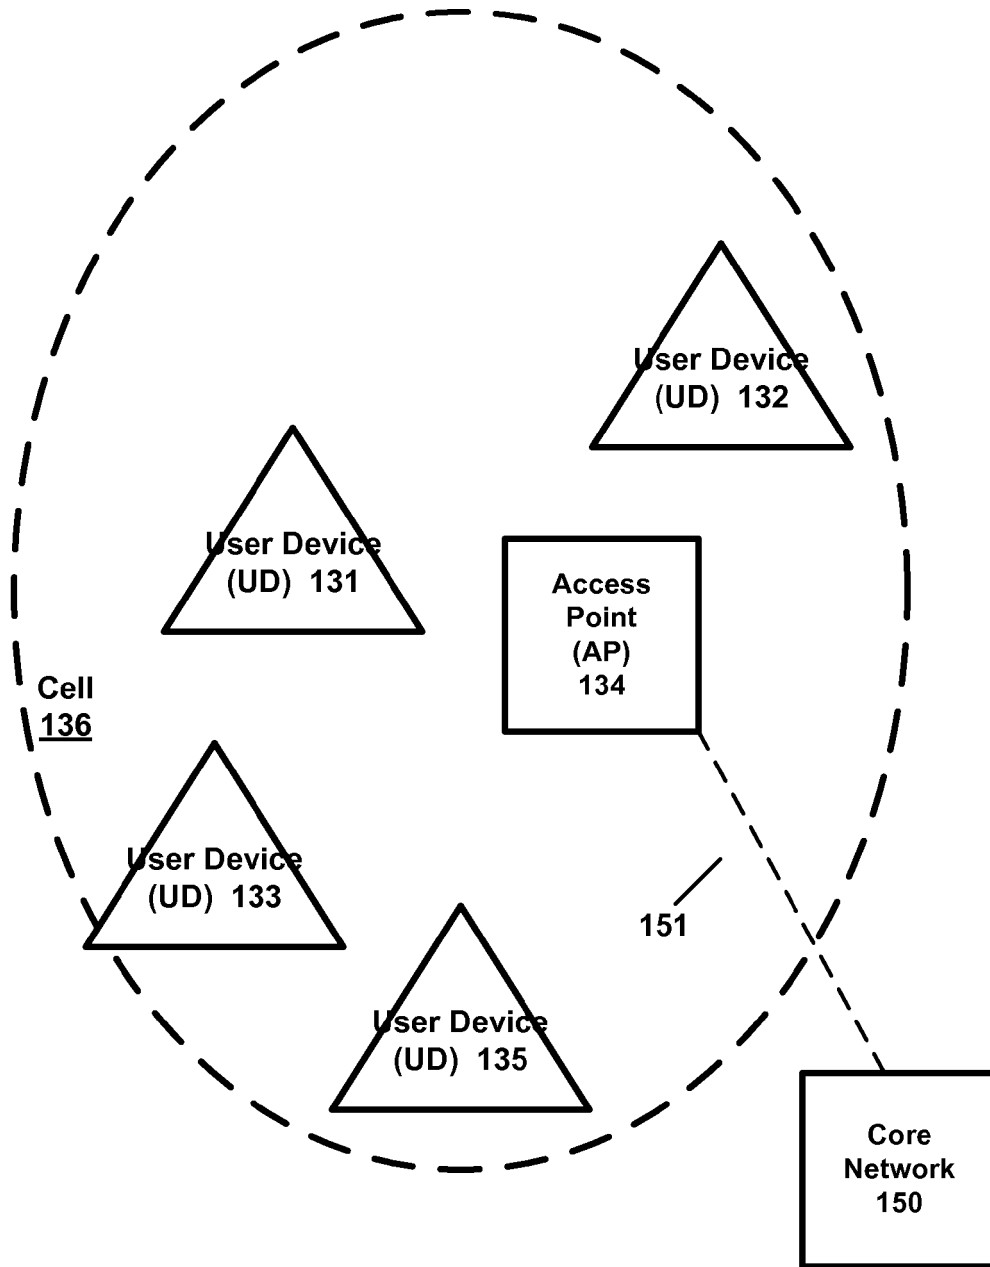 User Device
(UD) 132
User Device
(UD) 131
Access
Point
(AP)
134
Cell
136
User Device
(UD) 133
151
User Device
(UD) 135
Core
Network
150